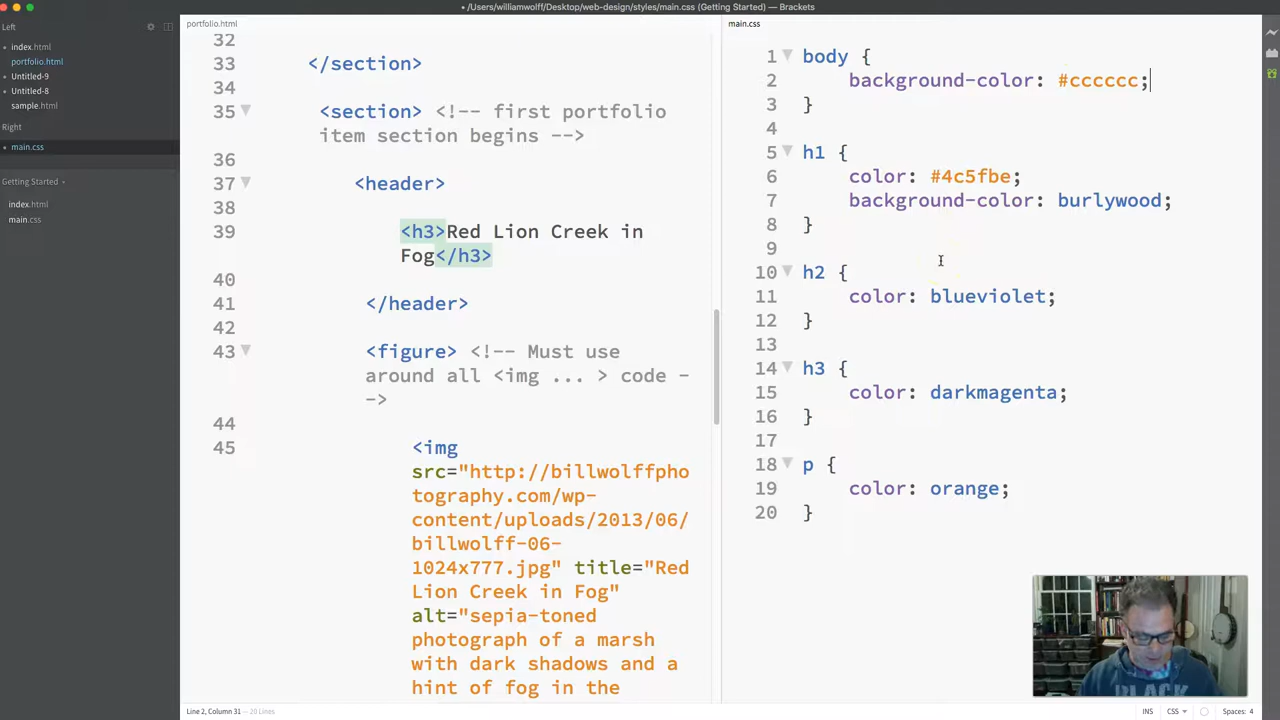 • /Users/williamwolff/Desktop/web-design/styles/main.css (Getting Started) — Brackets
Left
index.html
portfolio.html
Untitled-9
Untitled-8
sample.html
Right
• main.css
Getting Started
index.html
main.css
portfolio.html
32
33 </section>
34
35 <section> <!-- first portfolio
item section begins -->
36
37 <header>
38
39 <h3>Red Lion Creek in
Fog</h3>
40
41 </header>
42
43 <figure> <!-- Must use
around all <img ... > code -
->
44
45 <img
src="http://billwolffpho
tography.com/wp-
content/uploads/2013/06/
billwolff-06-
1024x777.jpg" title="Red
Lion Creek in Fog"
alt="sepia-toned
photograph of a marsh
with dark shadows and a
hint of fog in the
main.css
1 body {
2 background-color: #cccccc;
3 }
4
5 h1 {
6 color: #4c5fbe;
7 background-color: burlywood;
8 }
9
10 h2 {
11 color: blueviolet;
12 }
13
14 h3 {
15 color: darkmagenta;
16 }
17
18 p {
19 color: orange;
20 }
BLACK
Line 2, Column 31 — 20 Lines
INS CSS Spaces: 4